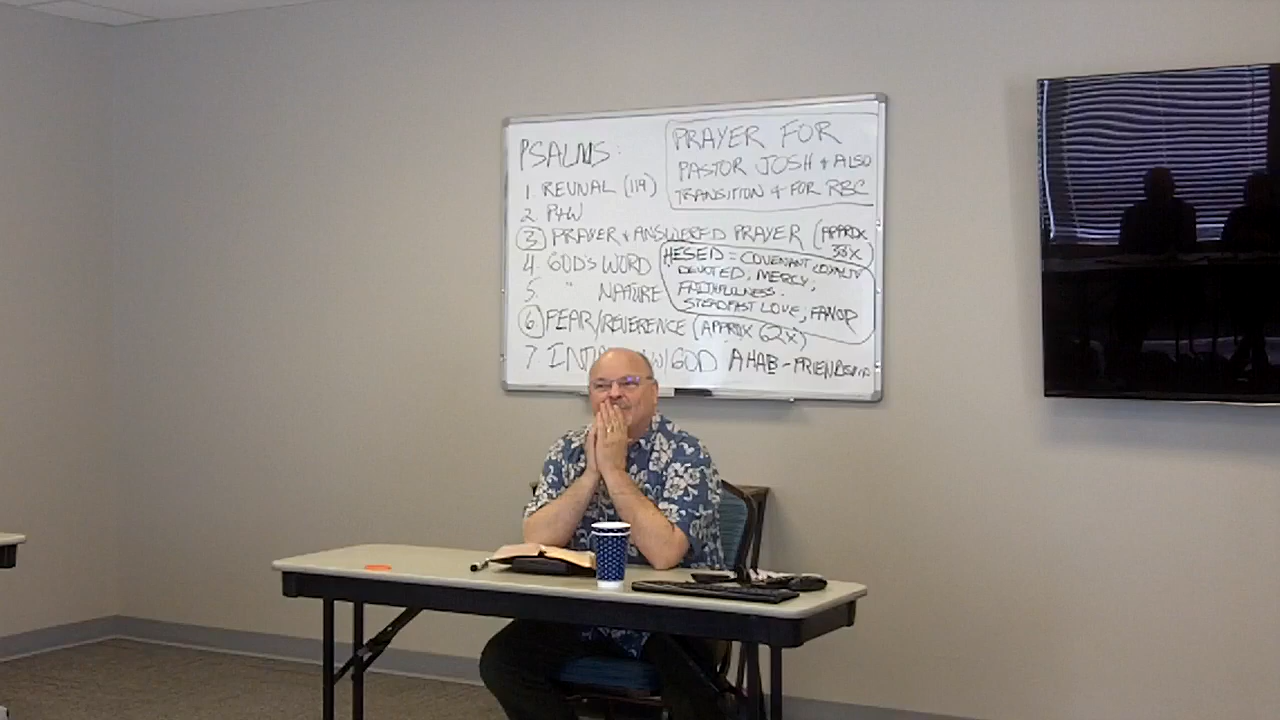 PSALMS:
PRAYER FOR
PASTOR JOSH + ALSO
TRANSITION + FOR RBC
1. REVIVAL (119)
2. P+W
3. PRAYER + ANSWERED PRAYER (APPROX
33X)
4. GOD'S WORD
5. " NATURE
HESED = COVENANT LOYALTY
DEVOTED, MERCY,
FAITHFULNESS.
STEADFAST LOVE, FAVOR
6. FEAR/REVERENCE (APPROX 62X)
7. W/GOD AHAB - FRIENDSHIP